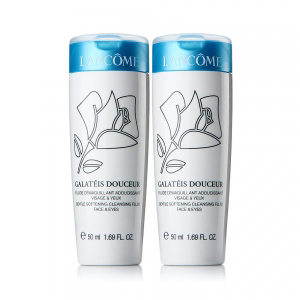 LANCÔME
GALATÉIS DOUCEUR
FLUIDE DÉMAQUILLANT ADOUCISSANT
VISAGE & YEUX
GENTLE SOFTENING CLEANSING FLUID
FACE & EYES
e 50 ml 1.69 FL. OZ.
LANCÔME
GALATÉIS DOUCEUR
FLUIDE DÉMAQUILLANT ADOUCISSANT
VISAGE & YEUX
GENTLE SOFTENING CLEANSING FLUID
FACE & EYES
e 50 ml 1.69 FL. OZ.